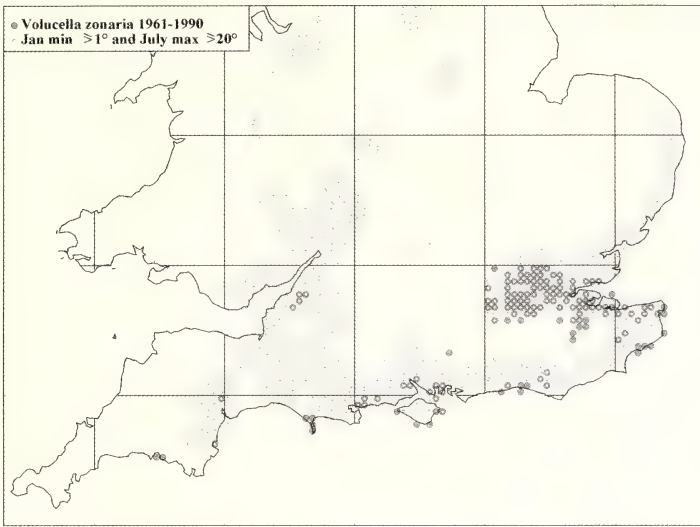 Volucella zonaria 1961-1990
Jan min ≥1° and July max ≥20°